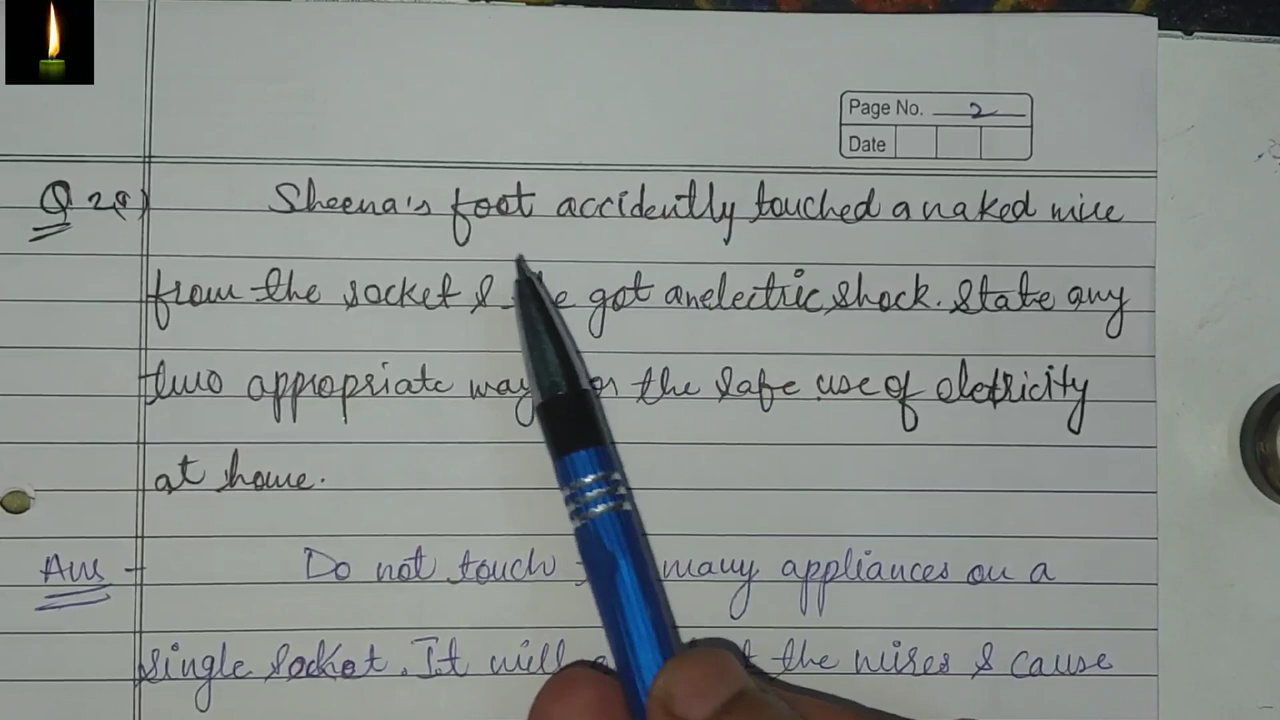 Page No. 2
Date
Q 2(a) Sheena's foot accidently touched a naked wire
from the socket & got an electric shock. State any
two appropriate the safe use of eletricity
at home.
Ans - Do not touch many appliances on a
single socket. It will the wires & cause